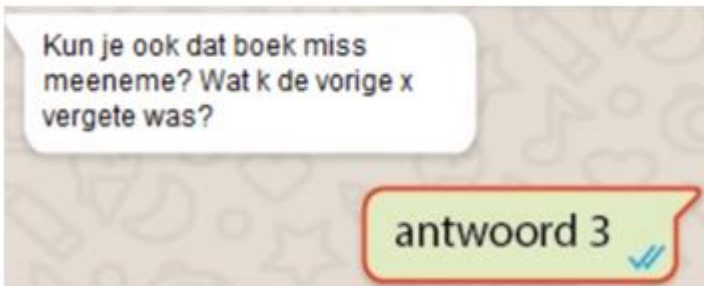 Kun je ook dat boek miss
meeneme? Wat k de vorige x
vergete was?
antwoord 3